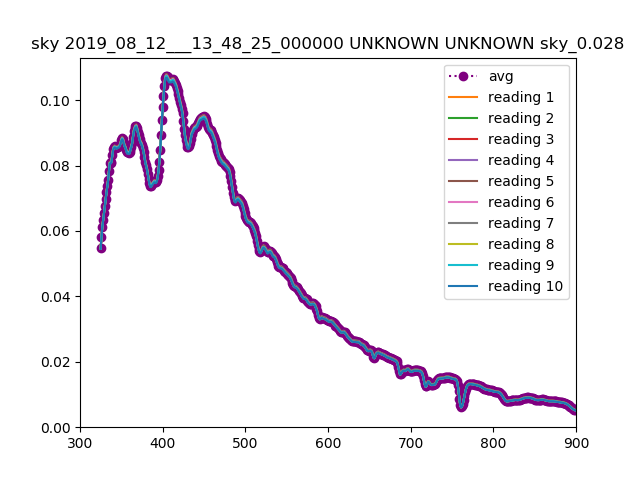 sky 2019_08_12___13_48_25_000000 UNKNOWN UNKNOWN sky_0.028
avg
reading 1
reading 2
reading 3
reading 4
reading 5
reading 6
reading 7
reading 8
reading 9
reading 10
0.10
0.08
0.06
0.04
0.02
0.00
300 400 500 600 700 800 900